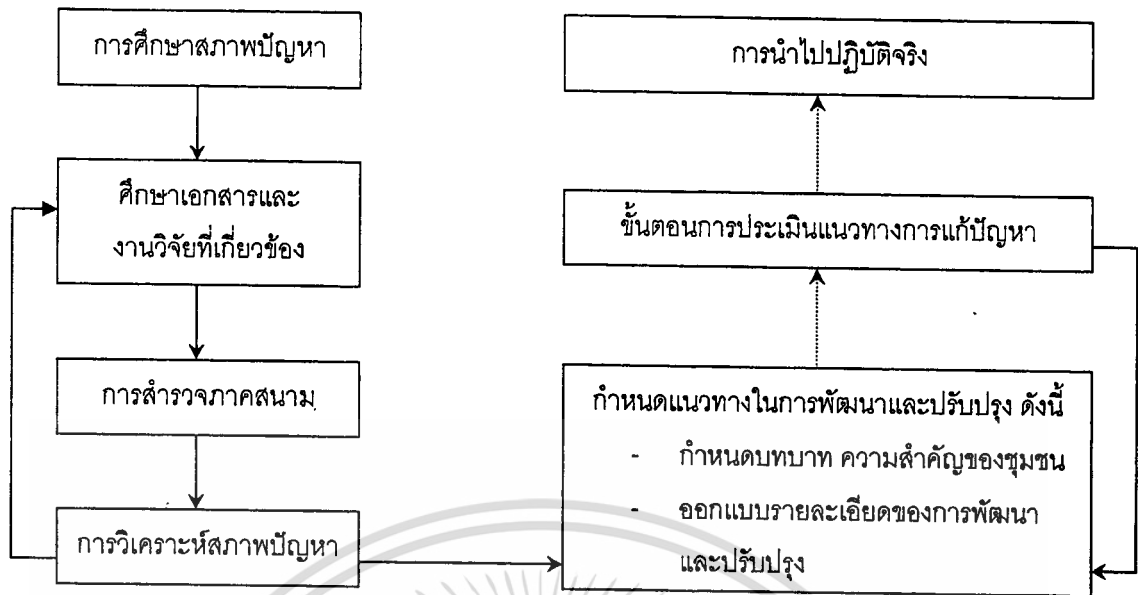 การศึกษาสภาพปัญหา
ศึกษาเอกสารและ
งานวิจัยที่เกี่ยวข้อง
การสำรวจภาคสนาม
การวิเคราะห์สภาพปัญหา
การนำไปปฏิบัติจริง
ขั้นตอนการประเมินแนวทางการแก้ปัญหา
กำหนดแนวทางในการพัฒนาและปรับปรุง ดังนี้
- กำหนดบทบาท ความสำคัญของชุมชน
- ออกแบบรายละเอียดของการพัฒนา
และปรับปรุง